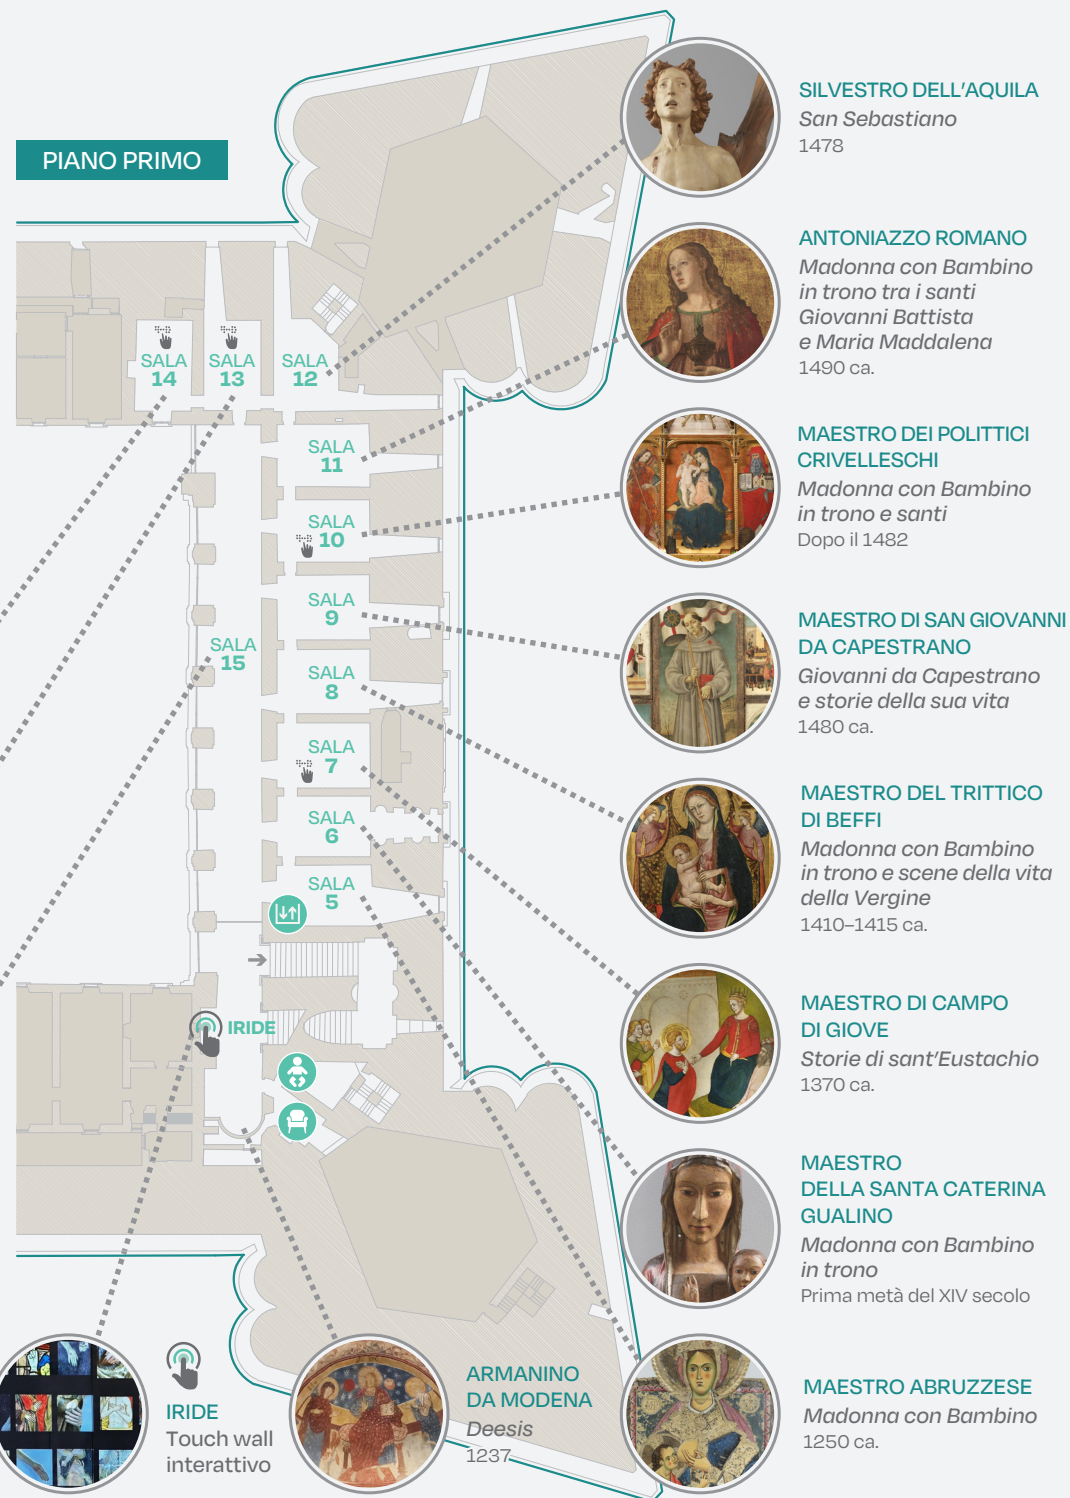 PIANO PRIMO
SILVESTRO DELL'AQUILA
San Sebastiano
1478
ANTONIAZZO ROMANO
Madonna con Bambino
in trono tra i santi
Giovanni Battista
e Maria Maddalena
1490 ca.
MAESTRO DEI POLITTICI
CRIVELLESCHI
Madonna con Bambino
in trono e santi
Dopo il 1482
MAESTRO DI SAN GIOVANNI
DA CAPESTRANO
Giovanni da Capestrano
e storie della sua vita
1480 ca.
MAESTRO DEL TRITTICO
DI BEFFI
Madonna con Bambino
in trono e scene della vita
della Vergine
1410–1415 ca.
MAESTRO DI CAMPO
DI GIOVE
Storie di sant'Eustachio
1370 ca.
MAESTRO
DELLA SANTA CATERINA
GUALINO
Madonna con Bambino
in trono
Prima metà del XIV secolo
MAESTRO ABRUZZESE
Madonna con Bambino
1250 ca.
SALA
14
SALA
13
SALA
12
SALA
11
SALA
10
SALA
9
SALA
15
SALA
8
SALA
7
SALA
6
SALA
5
IRIDE
IRIDE
Touch wall
interattivo
ARMANINO
DA MODENA
Deesis
1237